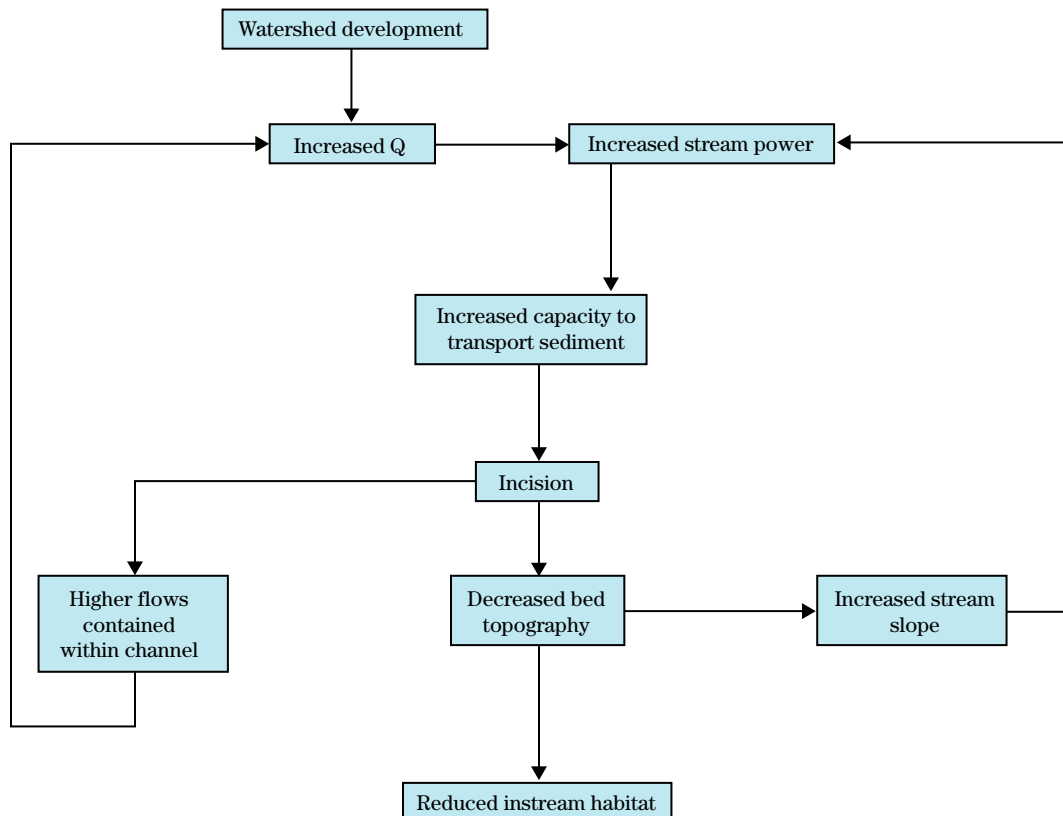 Watershed development
Increased Q
Increased stream power
Increased capacity to
transport sediment
Incision
Higher flows
contained
within channel
Decreased bed
topography
Increased stream
slope
Reduced instream habitat